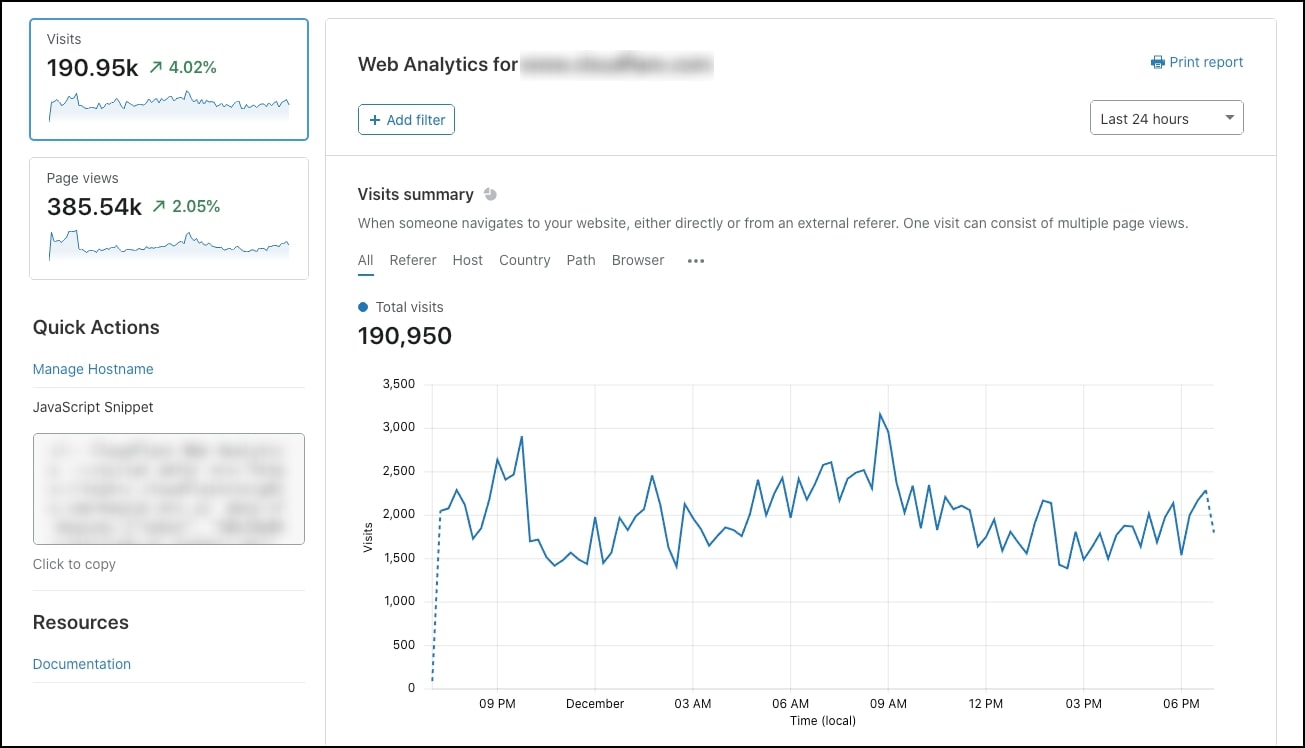 Visits
190.95k ↗ 4.02%
Page views
385.54k ↗ 2.05%
Quick Actions
Manage Hostname
JavaScript Snippet
Click to copy
Resources
Documentation
Web Analytics for
Print report
+ Add filter
Last 24 hours
Visits summary
When someone navigates to your website, either directly or from an external referer. One visit can consist of multiple page views.
All Referer Host Country Path Browser •••
Total visits
190,950
3,500
3,000
2,500
2,000
1,500
1,000
500
0
Visits
09 PM December 03 AM 06 AM 09 AM 12 PM 03 PM 06 PM
Time (local)